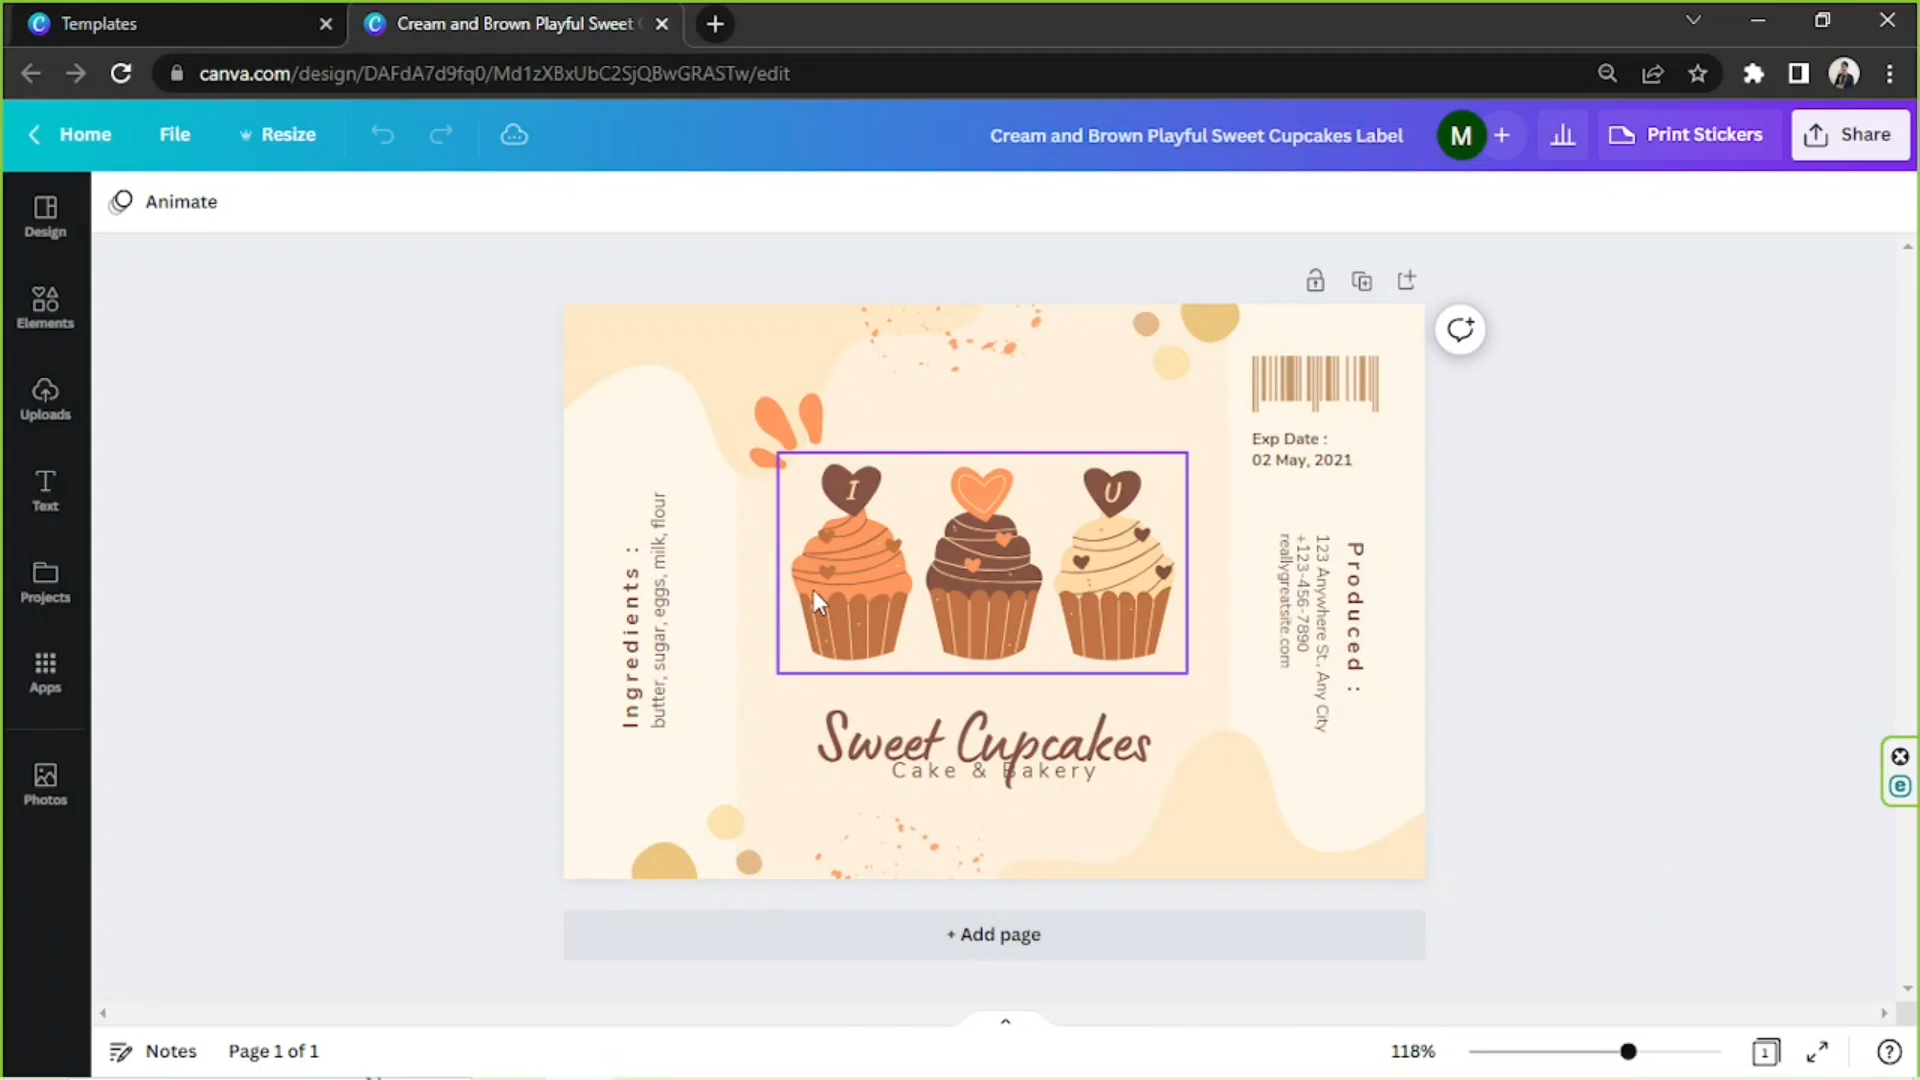 Templates
Cream and Brown Playful Sweet
canva.com/design/DAFdA7d9fq0/Md1zXBxUbC2SjQBwGRASTw/edit
Home
File
Resize
Cream and Brown Playful Sweet Cupcakes Label
M
Print Stickers
Share
Animate
Design
Elements
Uploads
Text
Projects
Apps
Photos
Exp Date :
02 May, 2021
I
U
Ingredients :
butter, sugar, eggs, milk, flour
Produced :
123 Anywhere St., Any City
+123-456-7890
reallygreatsite.com
Sweet Cupcakes
Cake & Bakery
+ Add page
Notes
Page 1 of 1
118%
1